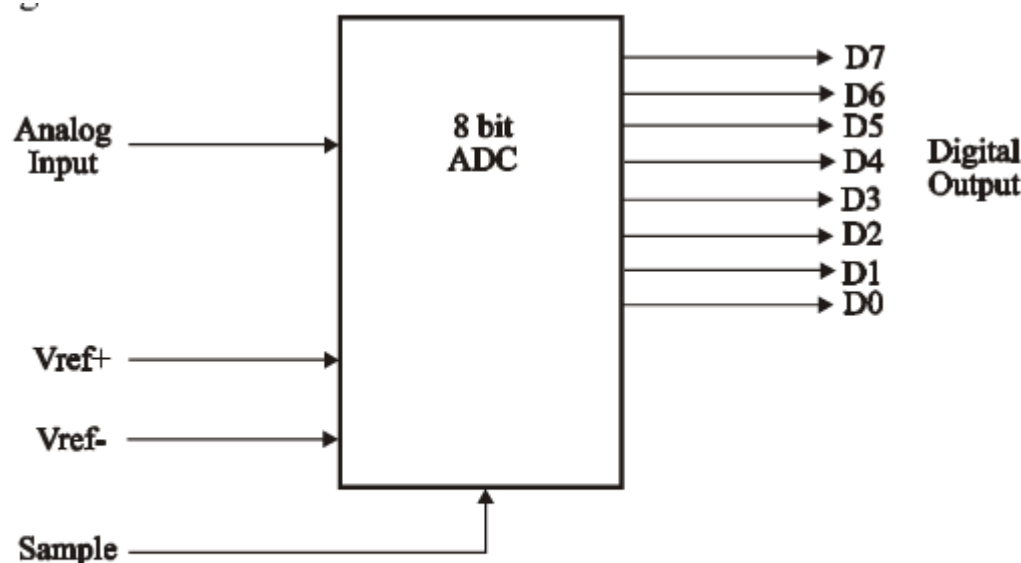 Analog
Input
8 bit
ADC
D7
D6
D5
D4
D3
D2
D1
D0
Digital
Output
Vref+
Vref-
Sample